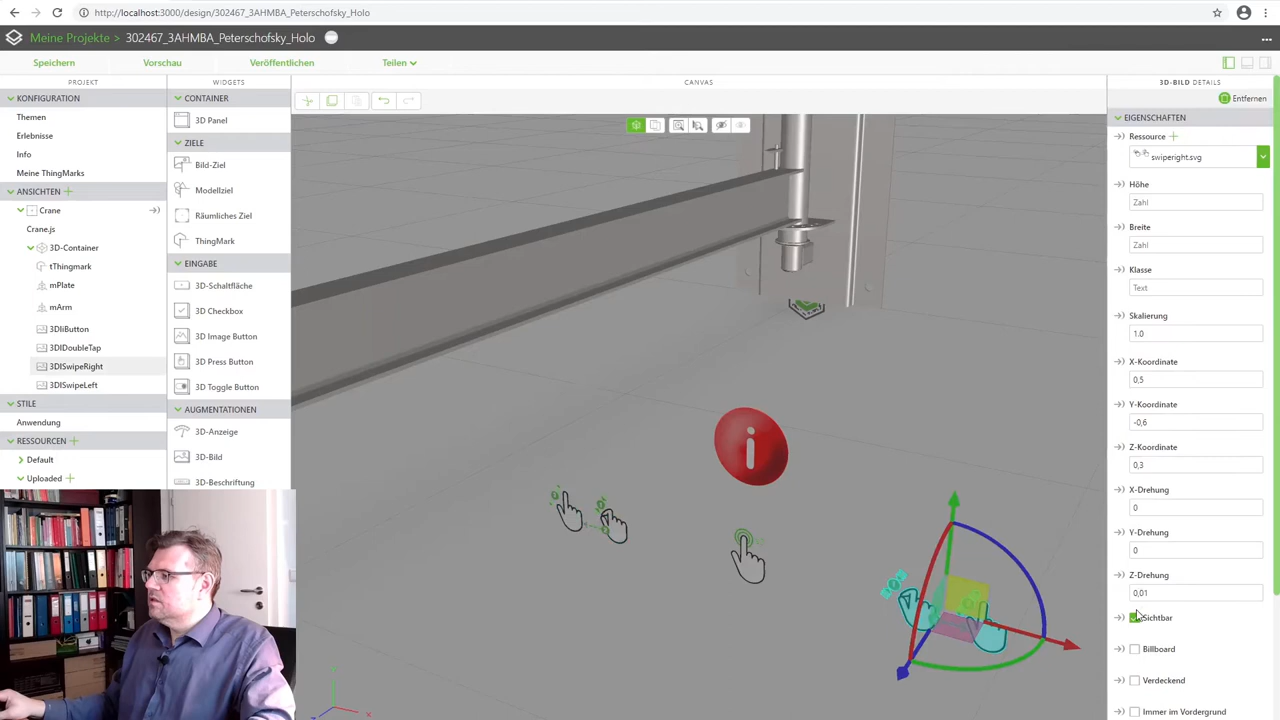 http://localhost:3000/design/302467_3AHMBA_Peterschofsky_Holo
Meine Projekte > 302467_3AHMBA_Peterschofsky_Holo
Speichern
Vorschau
Veröffentlichen
Teilen
PROJEKT
WIDGETS
CANVAS
3D-BILD DETAILS
KONFIGURATION
Themen
Erlebnisse
Info
Meine ThingMarks
ANSICHTEN
Crane
Crane.js
3D-Container
tThingmark
mPlate
mArm
3DIiButton
3DIDoubleTap
3DISwipeRight
3DISwipeLeft
STILE
Anwendung
RESSOURCEN
Default
Uploaded
CONTAINER
3D Panel
ZIELE
Bild-Ziel
Modellziel
Räumliches Ziel
ThingMark
EINGABE
3D-Schaltfläche
3D Checkbox
3D Image Button
3D Press Button
3D Toggle Button
AUGMENTATIONEN
3D-Anzeige
3D-Bild
3D-Beschriftung
i
Entfernen
EIGENSCHAFTEN
Ressource
swiperight.svg
Höhe
Zahl
Breite
Zahl
Klasse
Text
Skalierung
1.0
X-Koordinate
0,5
Y-Koordinate
-0,6
Z-Koordinate
0,3
X-Drehung
0
Y-Drehung
0
Z-Drehung
0,01
Sichtbar
Billboard
Verdeckend
Immer im Vordergrund